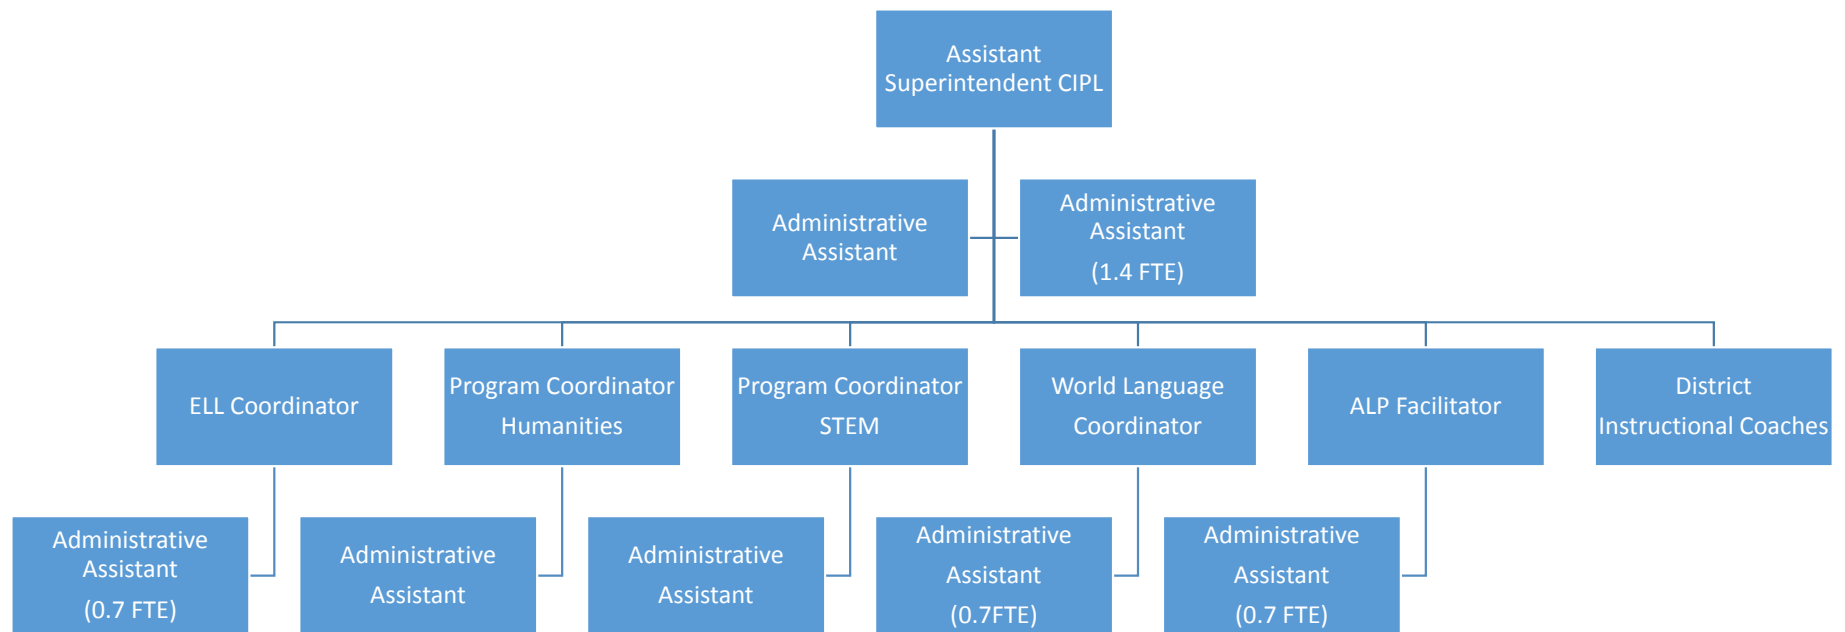 Assistant
Superintendent CIPL
Administrative
Assistant
Administrative
Assistant
(1.4 FTE)
ELL Coordinator
Program Coordinator
Humanities
Program Coordinator
STEM
World Language
Coordinator
ALP Facilitator
District
Instructional Coaches
Administrative
Assistant
(0.7 FTE)
Administrative
Assistant
Administrative
Assistant
Administrative
Assistant
(0.7FTE)
Administrative
Assistant
(0.7 FTE)